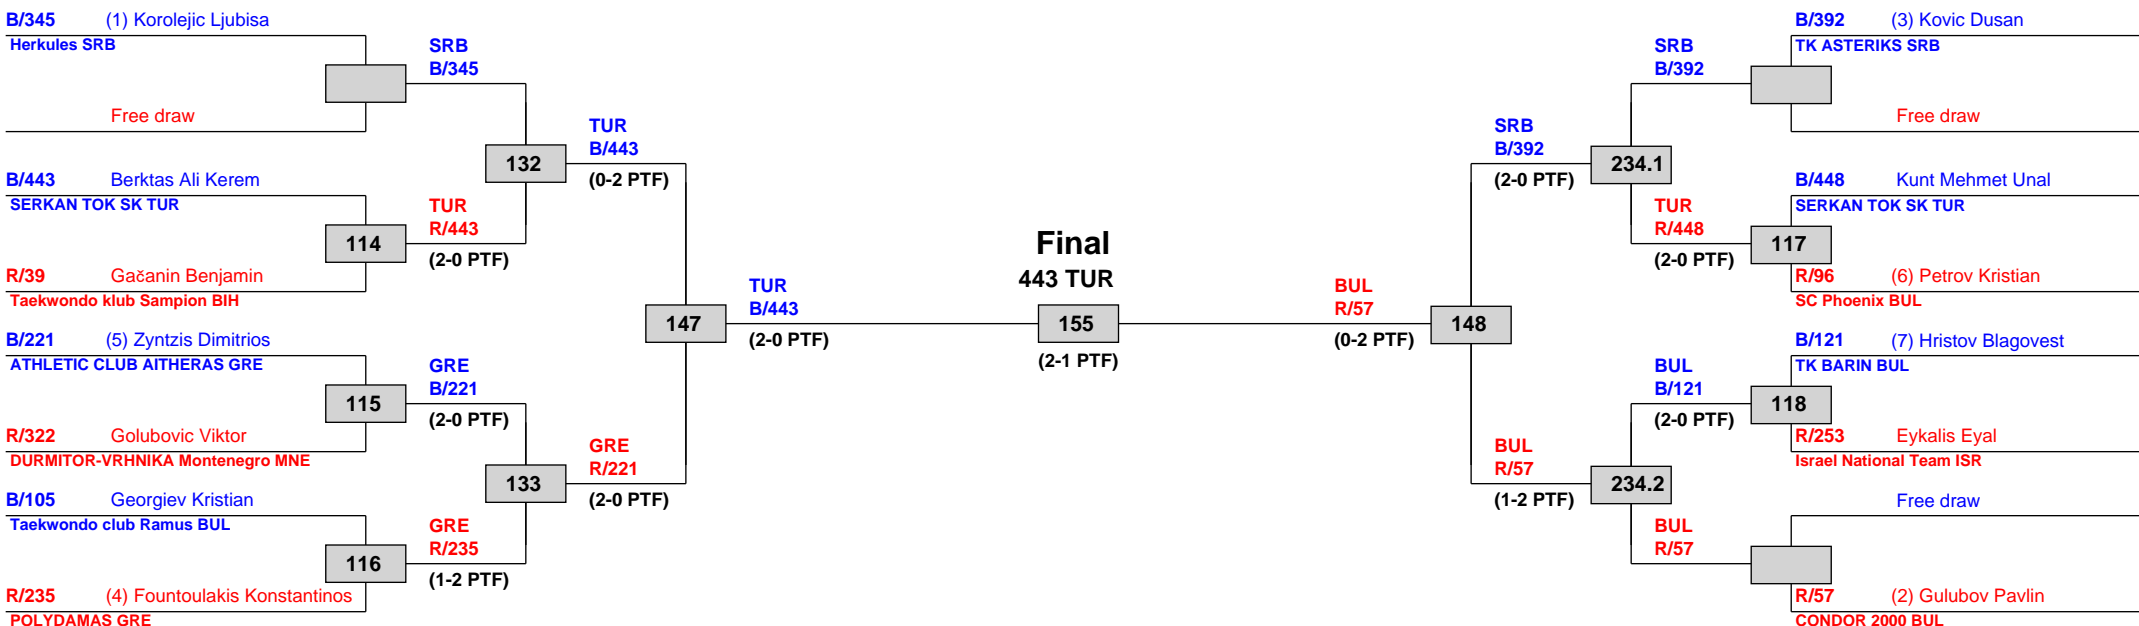 B/345 (1) Korolejic Ljubisa
Herkules SRB
Free draw
B/443 Berktas Ali Kerem
SERKAN TOK SK TUR
R/39 Gačanin Benjamin
Taekwondo klub Sampion BIH
B/221 (5) Zyntzis Dimitrios
ATHLETIC CLUB AITHERAS GRE
R/322 Golubovic Viktor
DURMITOR-VRHNIKA Montenegro MNE
B/105 Georgiev Kristian
Taekwondo club Ramus BUL
R/235 (4) Fountoulakis Konstantinos
POLYDAMAS GRE
114
115
116
SRB
B/345
TUR
R/443
(2-0 PTF)
GRE
B/221
(2-0 PTF)
GRE
R/235
(1-2 PTF)
132
133
TUR
B/443
(0-2 PTF)
GRE
R/221
(2-0 PTF)
147
TUR
B/443
(2-0 PTF)
Final
443 TUR
155
(2-1 PTF)
BUL
R/57
(0-2 PTF)
148
SRB
B/392
(2-0 PTF)
BUL
R/57
(1-2 PTF)
234.1
234.2
SRB
B/392
TUR
R/448
(2-0 PTF)
BUL
B/121
(2-0 PTF)
BUL
R/57
117
118
B/392 (3) Kovic Dusan
TK ASTERIKS SRB
Free draw
B/448 Kunt Mehmet Unal
SERKAN TOK SK TUR
R/96 (6) Petrov Kristian
SC Phoenix BUL
B/121 (7) Hristov Blagovest
TK BARIN BUL
R/253 Eykalis Eyal
Israel National Team ISR
Free draw
R/57 (2) Gulubov Pavlin
CONDOR 2000 BUL